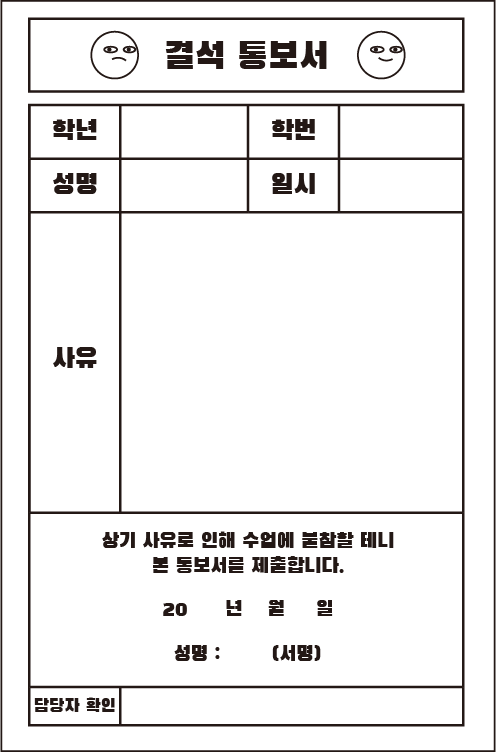 결석 통보서
학년 학번
성명 일시
사유
상기 사유로 인해 수업에 불참할 테니
본 통보서를 제출합니다.
20 년 월 일
성명 : (서명)
담당자 확인